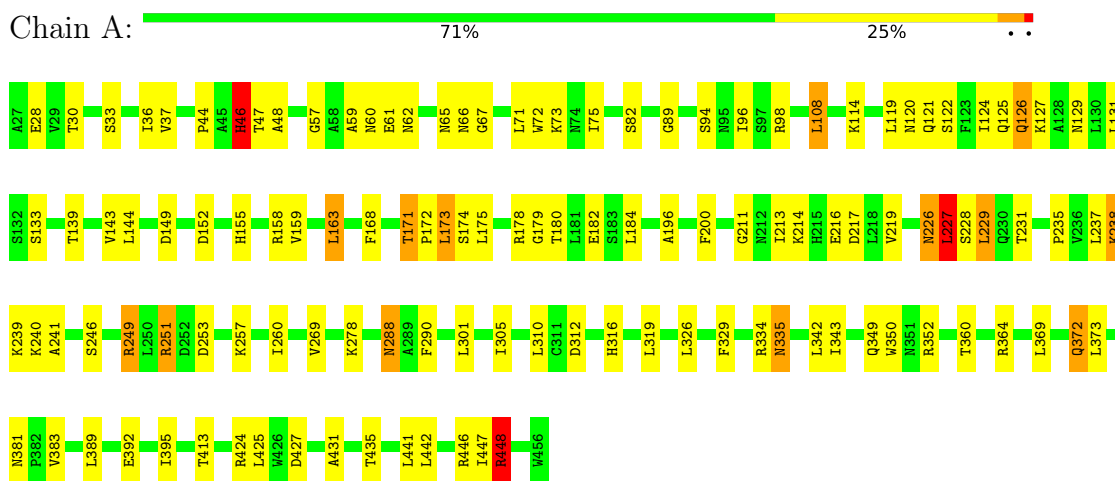 Chain A:
71% 25% • •
A27 E28 V29 T30 S33 I36 V37 P44 A45 H46 T47 A48 G57 A58 A59 N60 E61 N62 N65 N66 G67 L71 W72 K73 N74 I75 S82 G89 S94 N95 I96 S97 R98 L108 K114 L119 N120 Q121 S122 F123 I124 Q125 Q126 K127 A128 N129 L130 L131
S132 S133 T139 V143 L144 D149 D152 H155 R158 V159 L163 F168 T171 P172 L173 S174 L175 R178 G179 T180 L181 E182 S183 L184 A196 F200 G211 N212 I213 K214 H215 E216 D217 L218 V219 N226 L227 S228 L229 Q230 T231 P235 V236 L237 K238
K239 K240 A241 S246 R249 L250 R251 D252 D253 K257 I260 V269 K278 N288 A289 F290 L301 I305 L310 C311 D312 H316 L319 L326 F329 R334 N335 L342 I343 Q349 W350 N351 R352 T360 R364 L369 Q372 L373
N381 P382 V383 L389 E392 I395 T413 R424 L425 W426 D427 A431 T435 L441 L442 R446 I447 R448 W456